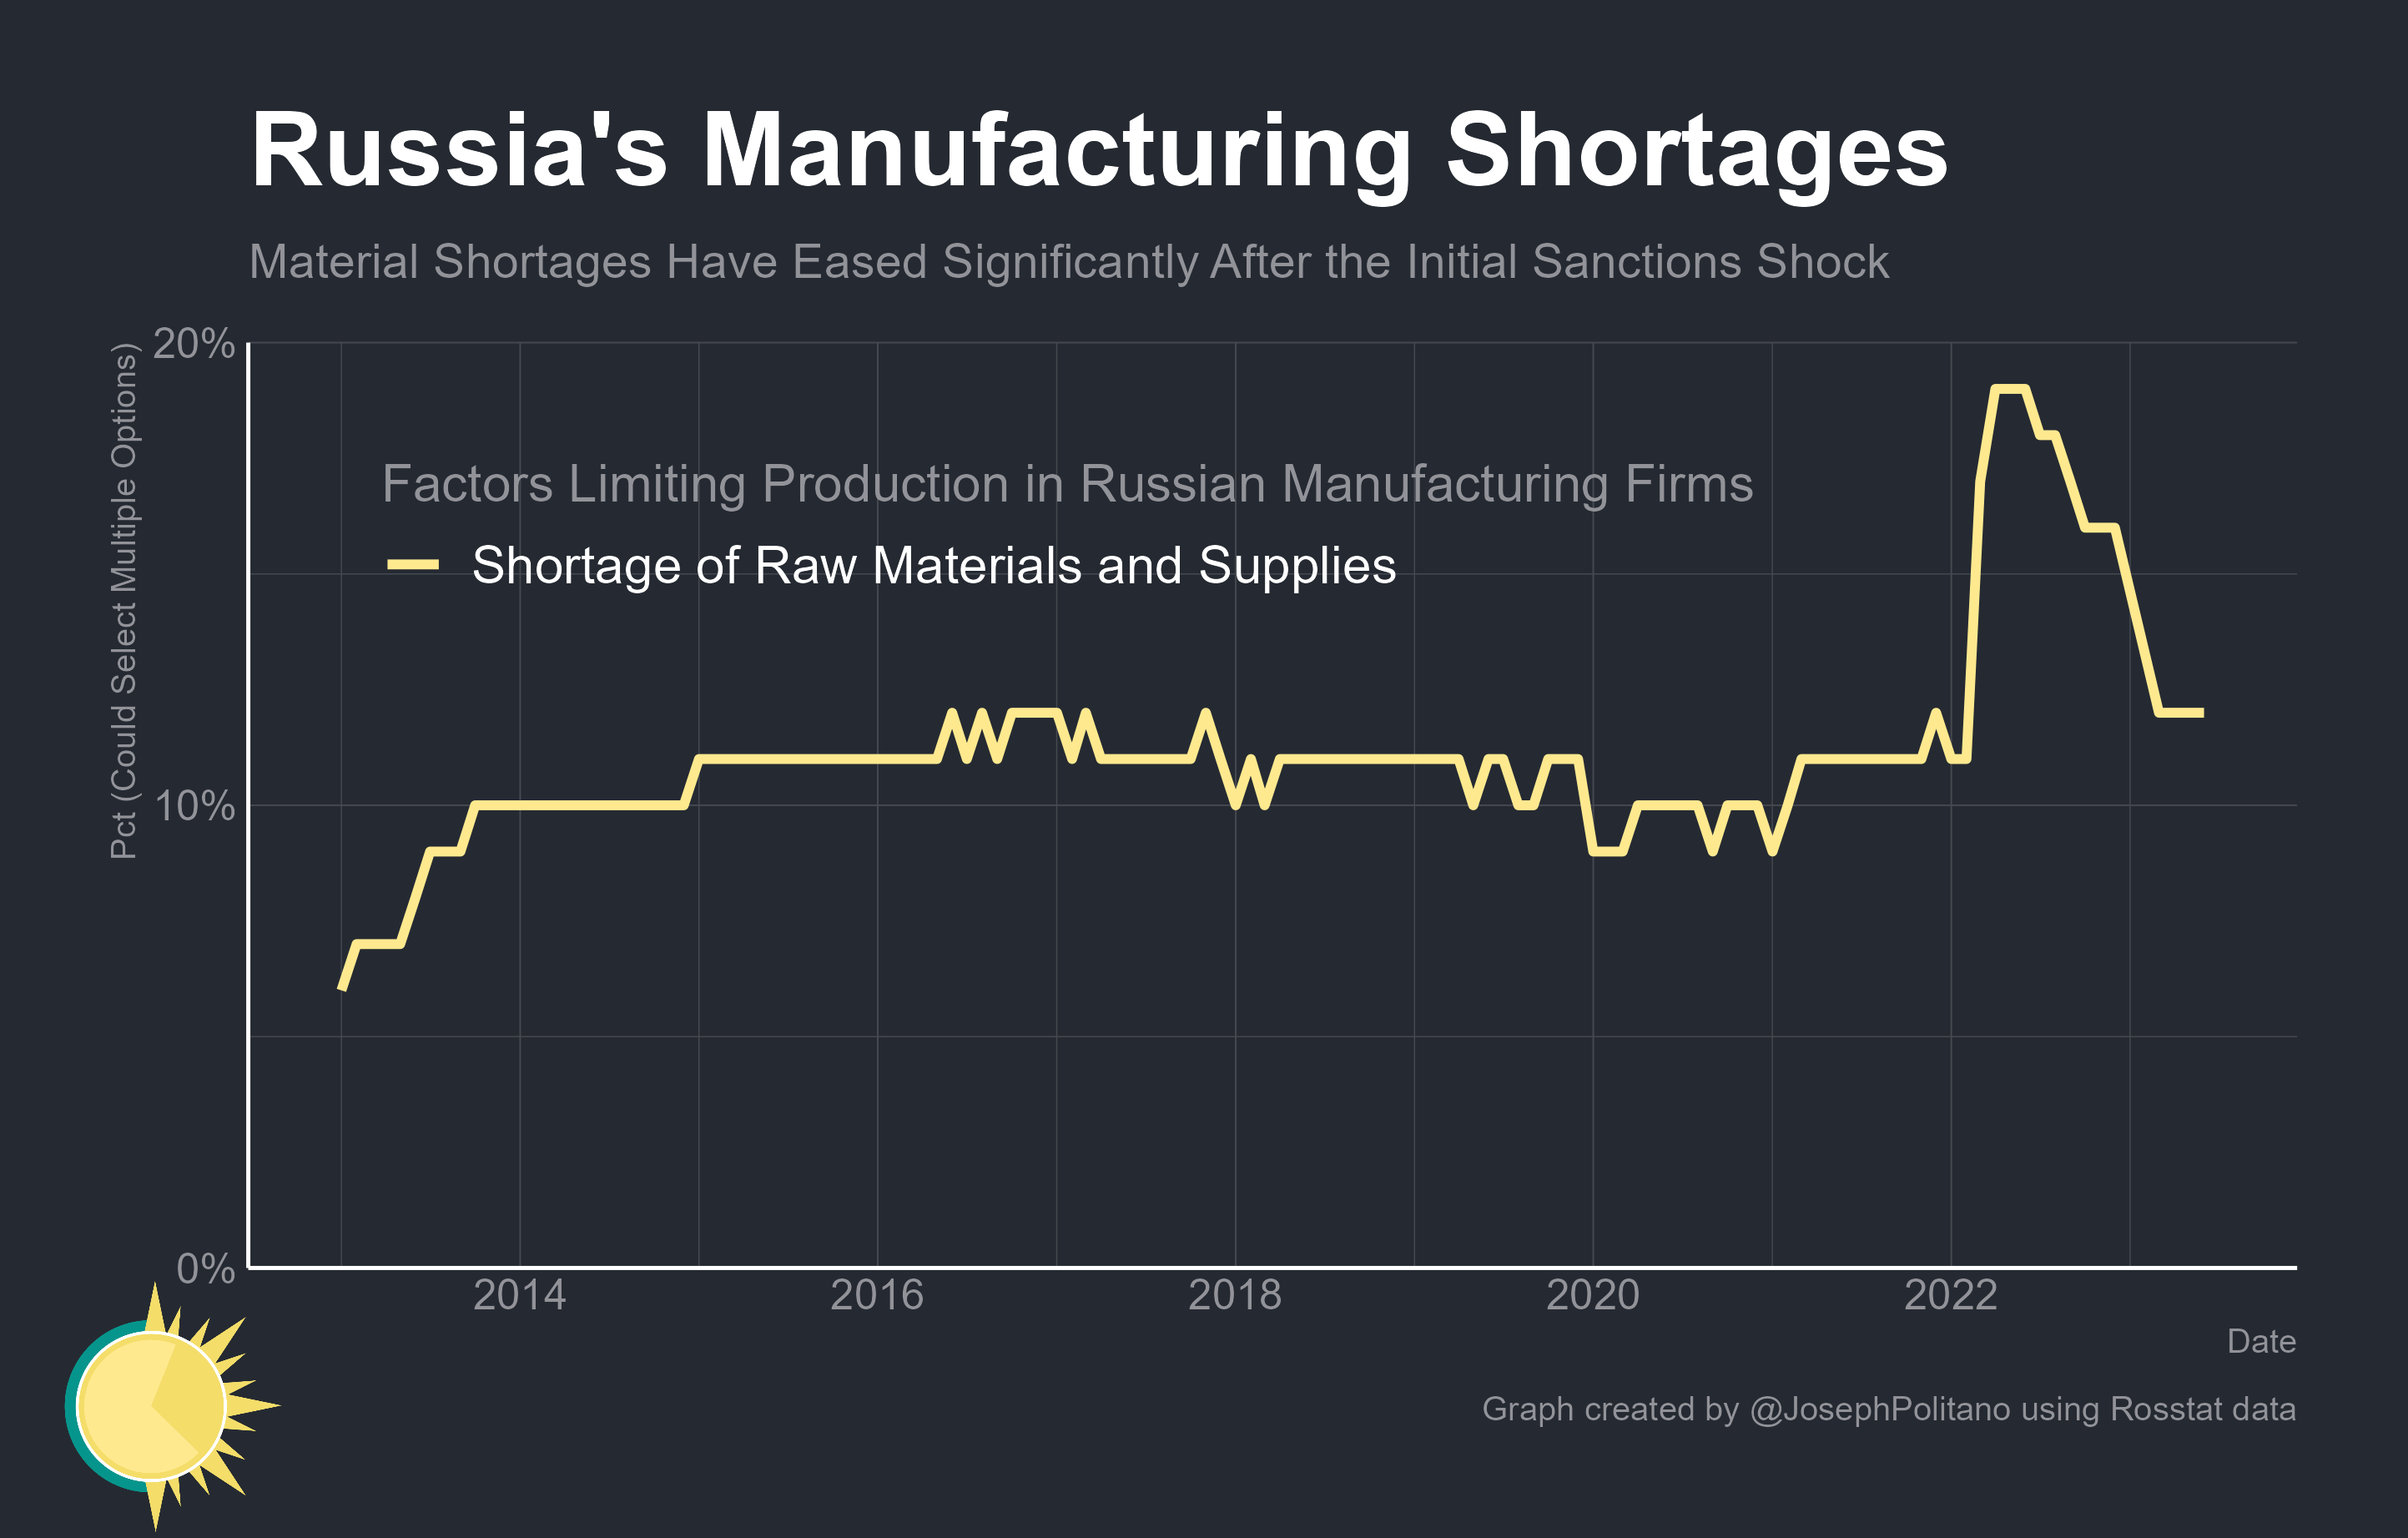 Russia's Manufacturing Shortages
Material Shortages Have Eased Significantly After the Initial Sanctions Shock
Pct (Could Select Multiple Options)
20%
10%
0%
Factors Limiting Production in Russian Manufacturing Firms
Shortage of Raw Materials and Supplies
2014
2016
2018
2020
2022
Date
Graph created by @JosephPolitano using Rosstat data